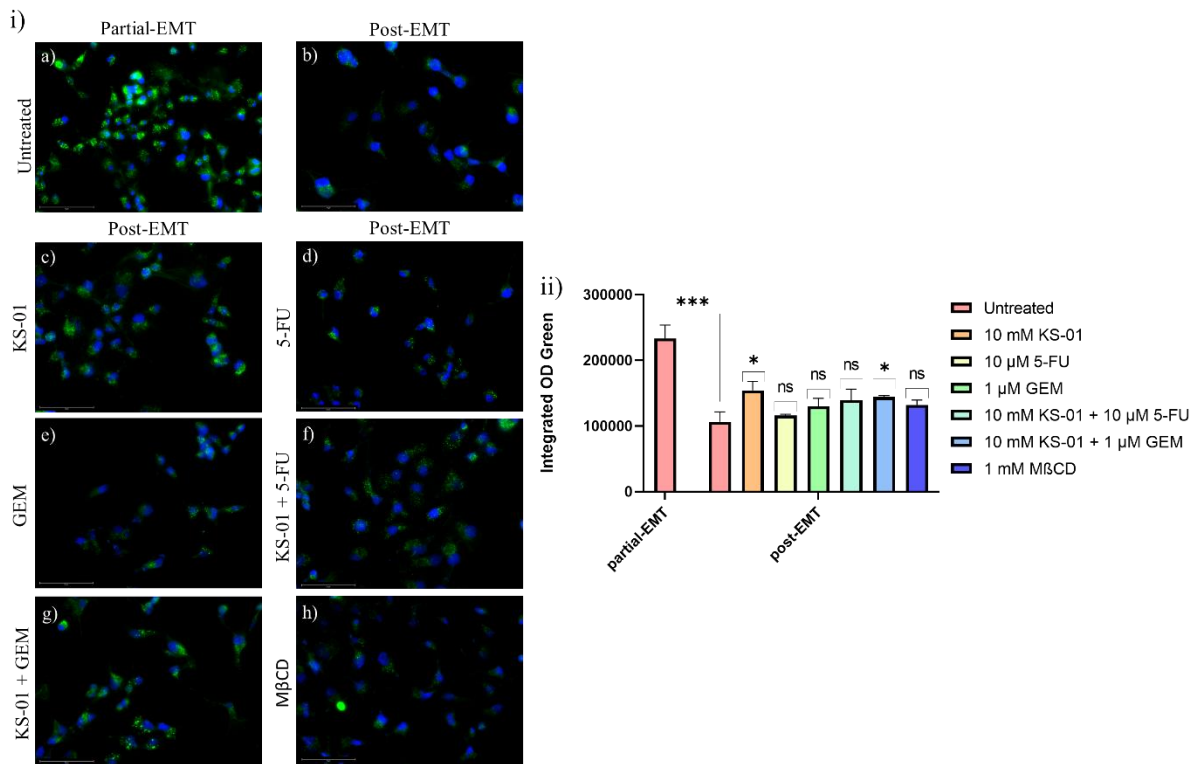 i)
Partial-EMT
Post-EMT
Untreated
a)
b)
Post-EMT
Post-EMT
KS-01
c)
5-FU
d)
GEM
e)
KS-01 + 5-FU
f)
KS-01 + GEM
g)
MβCD
h)
ii)
Integrated OD Green
300000
200000
100000
0
***
*
ns
ns
ns
*
ns
partial-EMT
post-EMT
Untreated
10 mM KS-01
10 μM 5-FU
1 μM GEM
10 mM KS-01 + 10 μM 5-FU
10 mM KS-01 + 1 μM GEM
1 mM MβCD